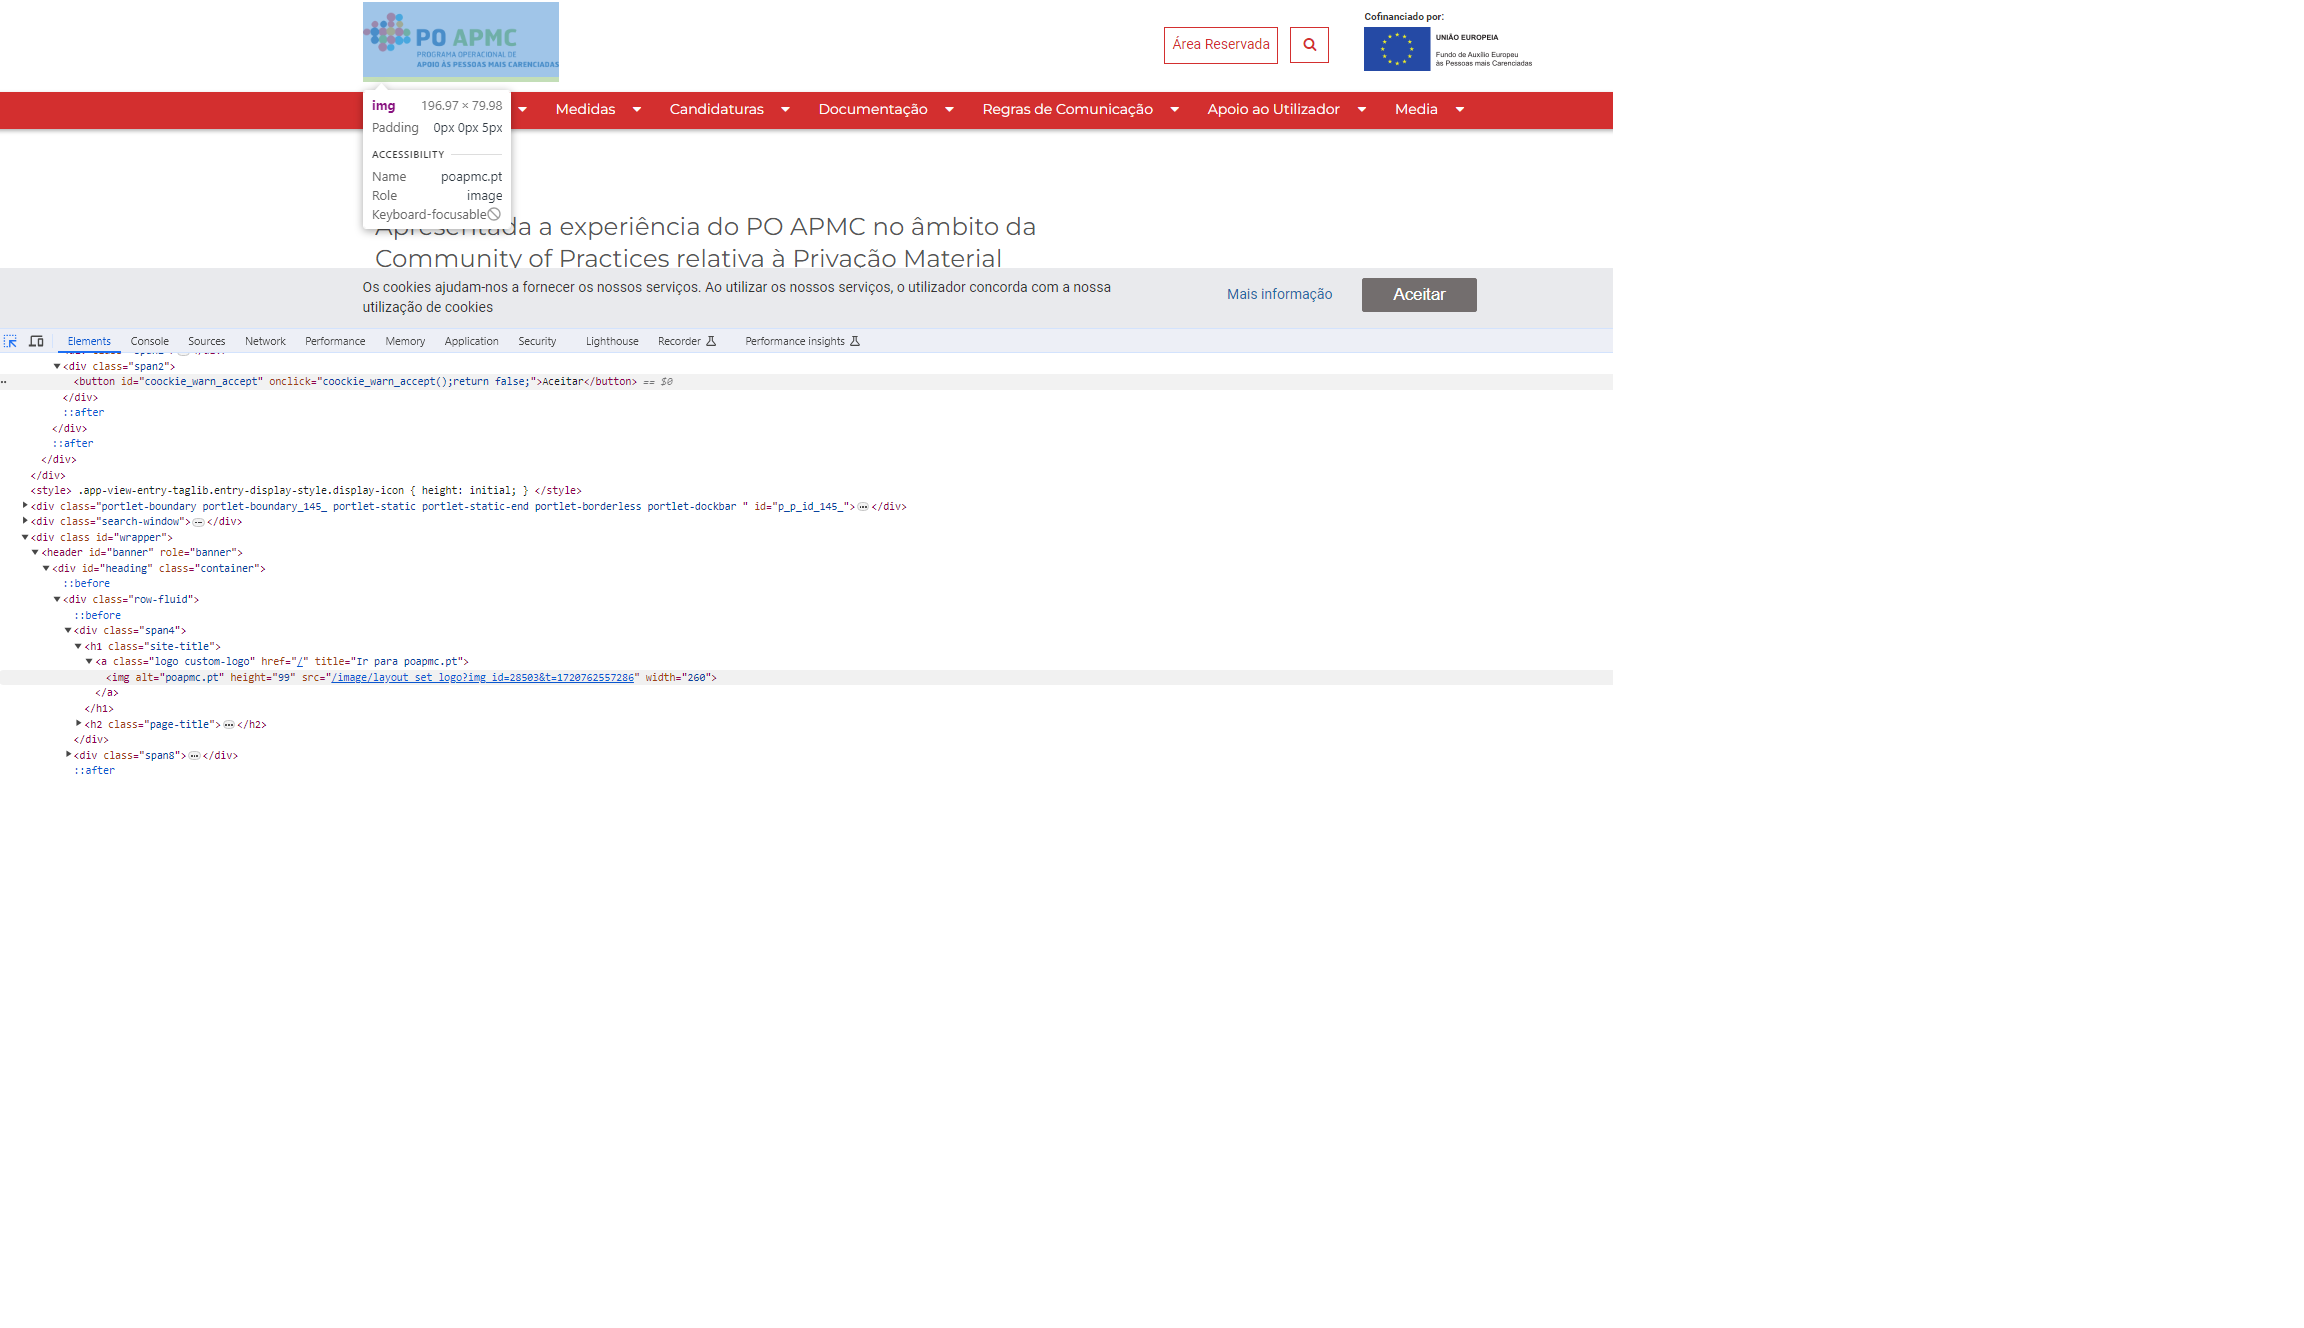 PO APMC
PROGRAMA OPERACIONAL DE
APOIO ÀS PESSOAS MAIS CARENCIADAS
Área Reservada
Cofinanciado por:
UNIÃO EUROPEIA
Fundo de Auxílio Europeu
às Pessoas mais Carenciadas
Medidas
Candidaturas
Documentação
Regras de Comunicação
Apoio ao Utilizador
Media
img 196.97 × 79.98
Padding 0px 0px 5px
ACCESSIBILITY
Name poapmc.pt
Role image
Keyboard-focusable
Apresentada a experiência do PO APMC no âmbito da
Community of Practices relativa à Privação Material
Os cookies ajudam-nos a fornecer os nossos serviços. Ao utilizar os nossos serviços, o utilizador concorda com a nossa
utilização de cookies
Mais informação
Aceitar
Elements Console Sources Network Performance Memory Application Security Lighthouse Recorder Performance insights
<div class="span2">
<button id="coockie_warn_accept" onclick="coockie_warn_accept();return false;">Aceitar</button> == $0
</div>
::after
</div>
::after
</div>
</div>
<style> .app-view-entry-taglib.entry-display-style.display-icon { height: initial; } </style>
<div class="portlet-boundary portlet-boundary_145_ portlet-static portlet-static-end portlet-borderless portlet-dockbar " id="p_p_id_145_">…</div>
<div class="search-window">…</div>
<div class id="wrapper">
<header id="banner" role="banner">
<div id="heading" class="container">
::before
<div class="row-fluid">
::before
<div class="span4">
<h1 class="site-title">
<a class="logo custom-logo" href="/" title="Ir para poapmc.pt">
<img alt="poapmc.pt" height="99" src="/image/layout_set_logo?img_id=28503&t=1720762557286" width="260">
</a>
</h1>
<h2 class="page-title">…</h2>
</div>
<div class="span8">…</div>
::after